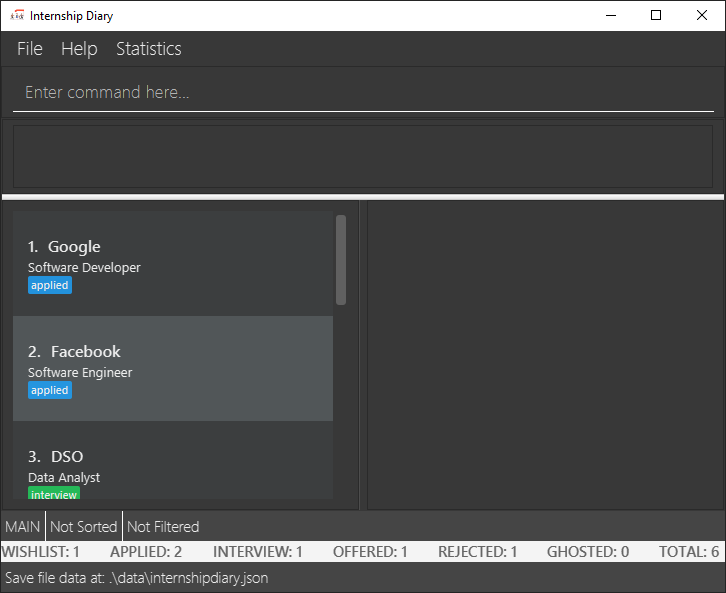 Internship Diary
File Help Statistics
Enter command here...
1. Google
Software Developer
applied
2. Facebook
Software Engineer
applied
3. DSO
Data Analyst
interview
MAIN Not Sorted Not Filtered
WISHLIST: 1 APPLIED: 2 INTERVIEW: 1 OFFERED: 1 REJECTED: 1 GHOSTED: 0 TOTAL: 6
Save file data at: .\data\internshipdiary.json